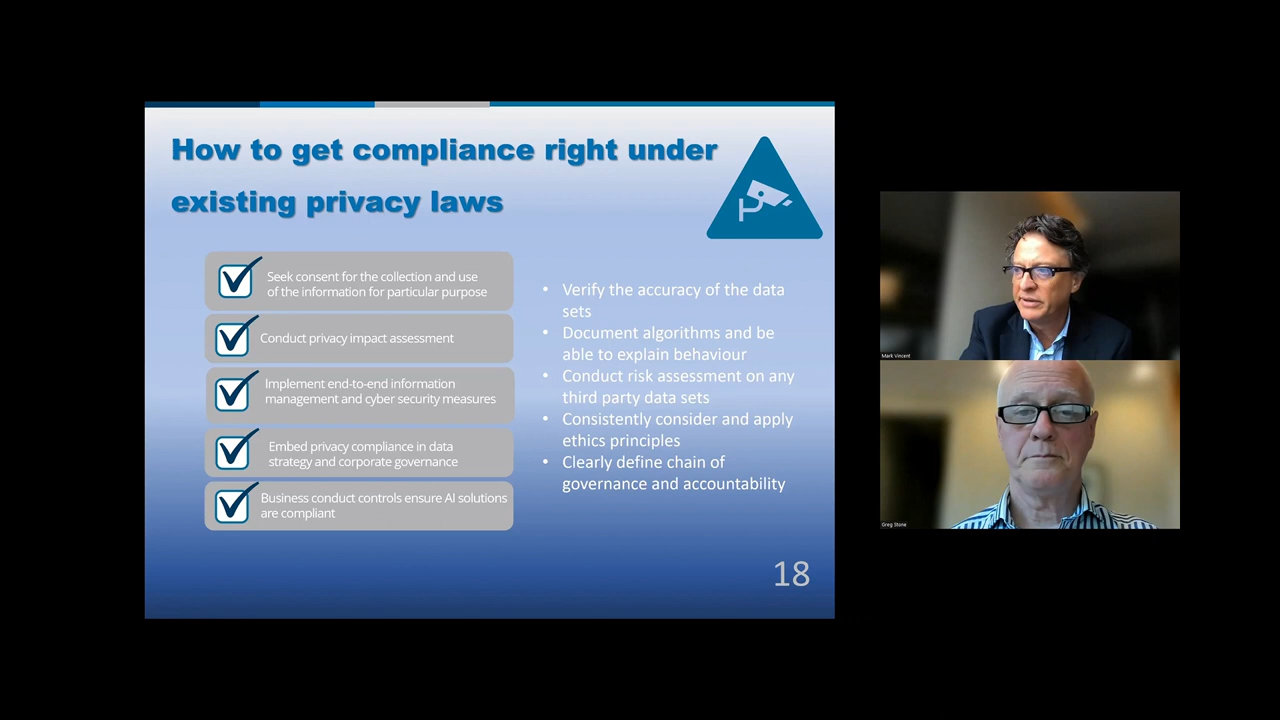 How to get compliance right under
existing privacy laws
Seek consent for the collection and use
of the information for particular purpose
Conduct privacy impact assessment
Implement end-to-end information
management and cyber security measures
Embed privacy compliance in data
strategy and corporate governance
Business conduct controls ensure AI solutions
are compliant
• Verify the accuracy of the data
sets
• Document algorithms and be
able to explain behaviour
• Conduct risk assessment on any
third party data sets
• Consistently consider and apply
ethics principles
• Clearly define chain of
governance and accountability
18
Mark Vincent
Greg Stone